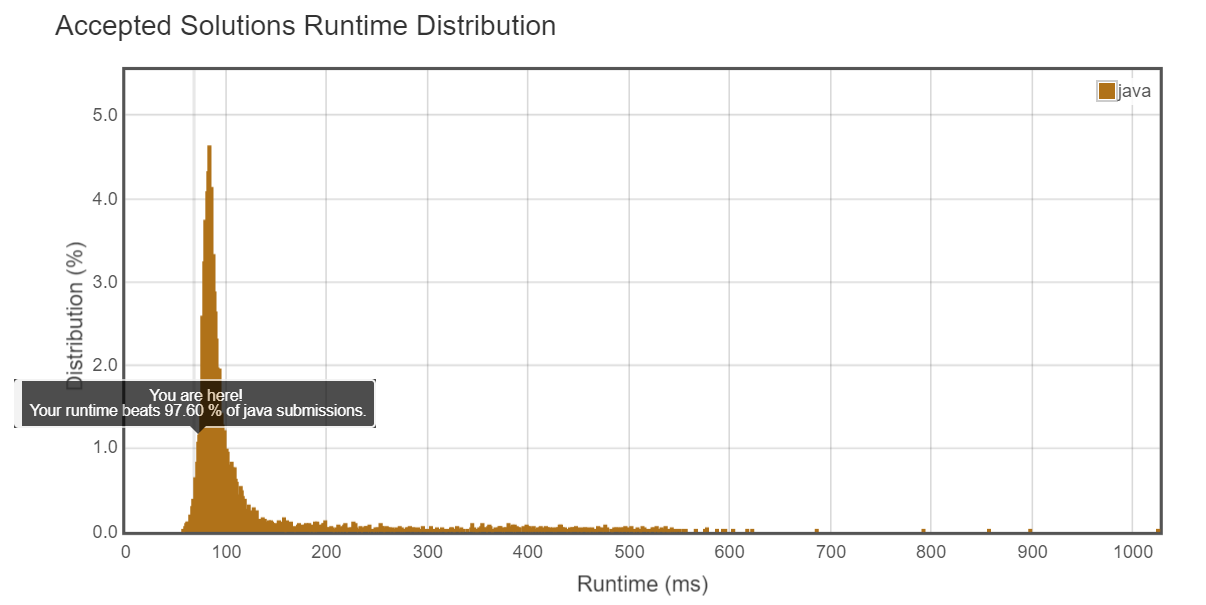 Accepted Solutions Runtime Distribution
java
5.0
4.0
3.0
2.0
1.0
0.0
Distribution (%)
You are here!
Your runtime beats 97.60 % of java submissions.
0 100 200 300 400 500 600 700 800 900 1000
Runtime (ms)